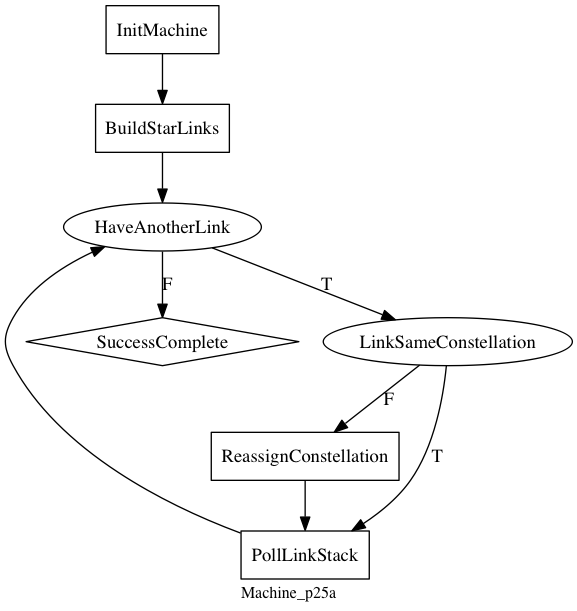 InitMachine
BuildStarLinks
HaveAnotherLink
F
T
SuccessComplete
LinkSameConstellation
F
ReassignConstellation
T
PollLinkStack
Machine_p25a